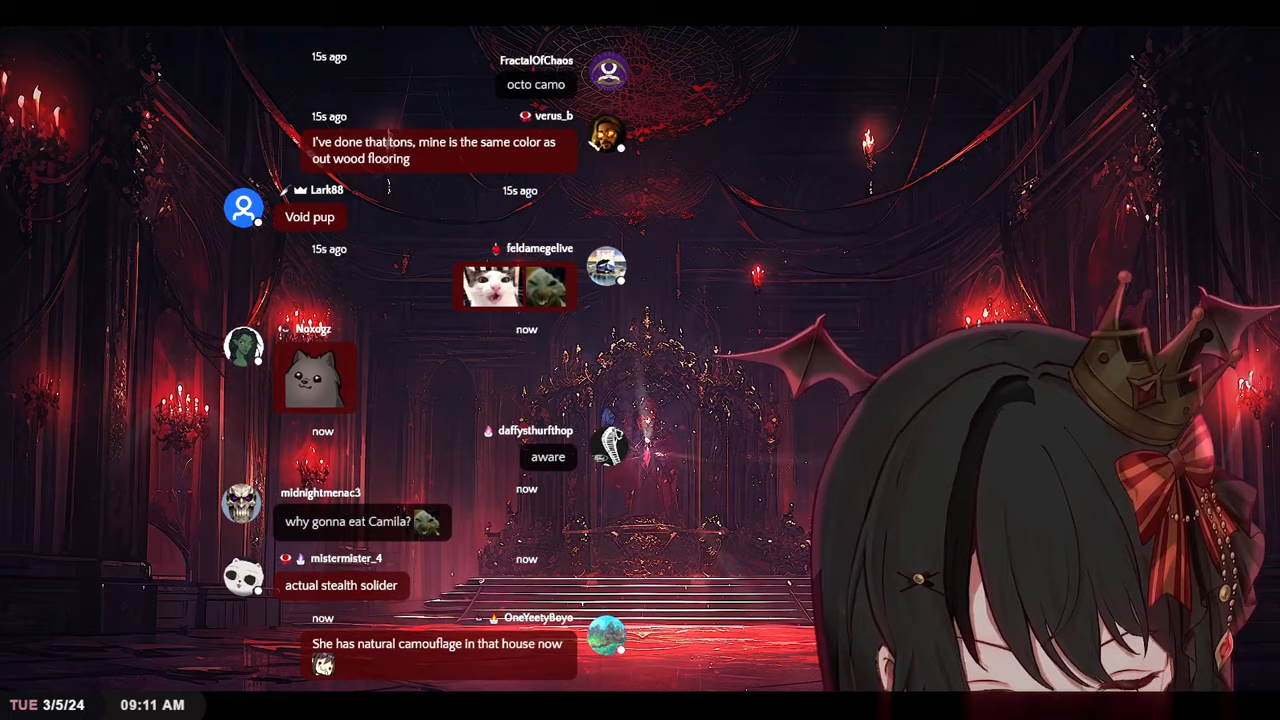 15s ago
FractalOfChaos
octo camo
15s ago
verus_b
I've done that tons, mine is the same color as
out wood flooring
Lark88
15s ago
Void pup
15s ago
feldamegelive
now
Noxdgz
now
daffysthurfthop
aware
now
midnightmenac3
why gonna eat Camila?
mistermister_4
now
actual stealth solider
now
OneYeetyBoyo
She has natural camouflage in that house now
TUE 3/5/24
09:11 AM